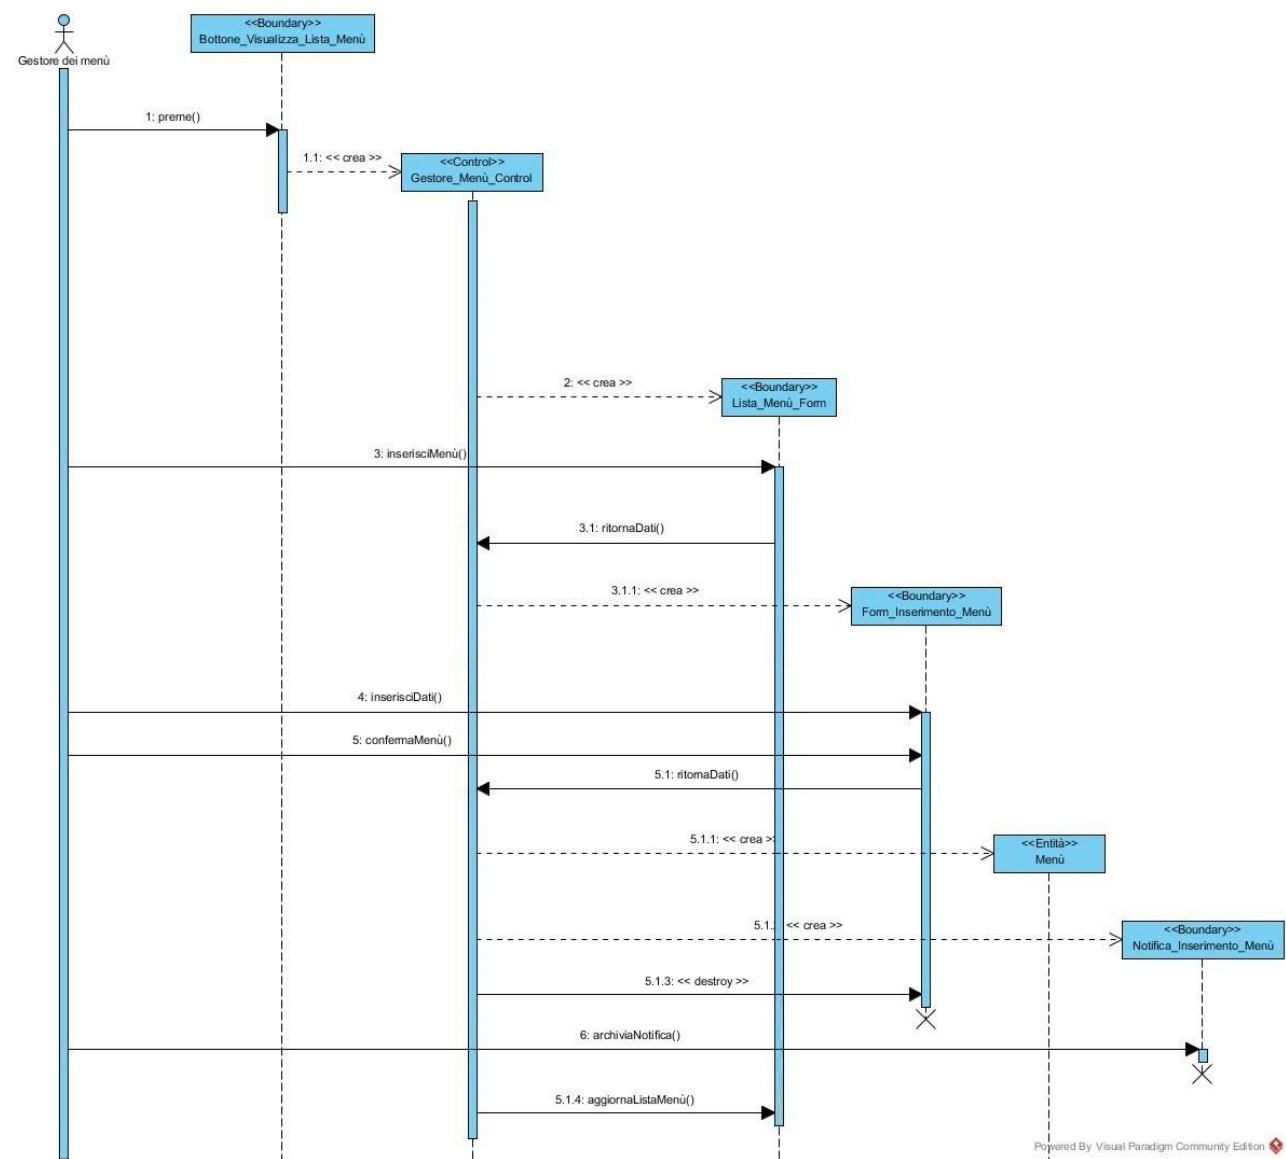 <<Boundary>>
Bottone_Visualizza_Lista_Menù
Gestore dei menù
1: preme()
1.1: << crea >>
<<Control>>
Gestore_Menù_Control
2: << crea >>
<<Boundary>>
Lista_Menù_Form
3: inserisciMenù()
3.1: ritornaDati()
3.1.1: << crea >>
<<Boundary>>
Form_Inserimento_Menù
4: inserisciDati()
5: confermaMenù()
5.1: ritornaDati()
5.1.1: << crea >>
<<Entità>>
Menù
5.1. << crea >>
<<Boundary>>
Notifica_Inserimento_Menù
5.1.3: << destroy >>
6: archiviaNotifica()
5.1.4: aggiornaListaMenù()
Powered By Visual Paradigm Community Edition